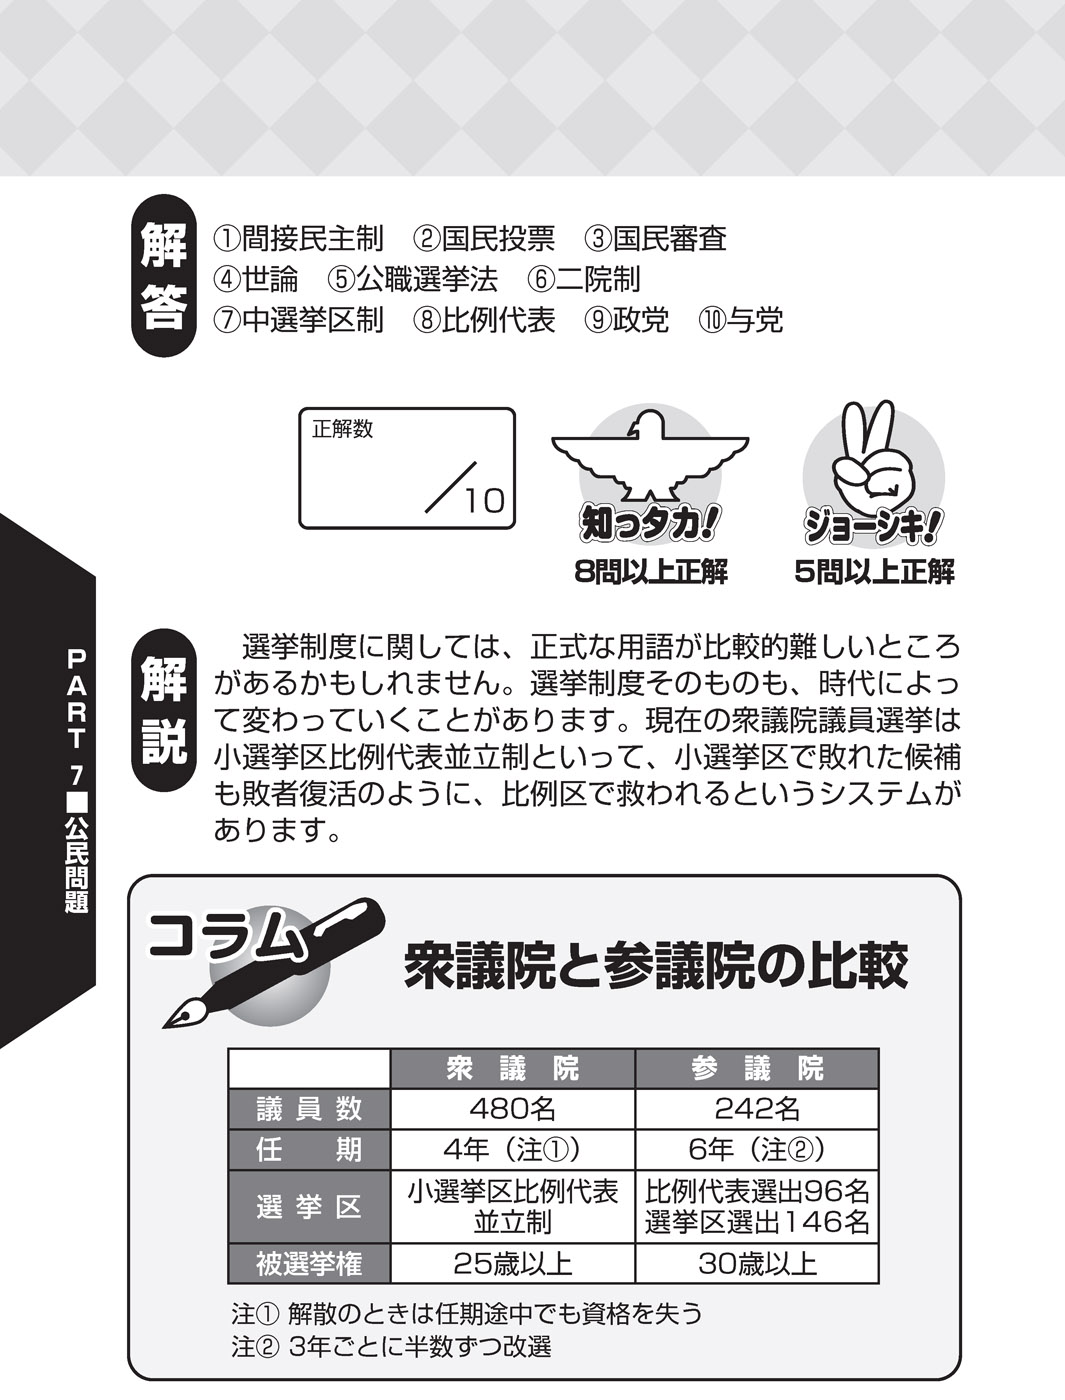 解答
①間接民主制　②国民投票　③国民審査
④世論　⑤公職選挙法　⑥二院制
⑦中選挙区制　⑧比例代表　⑨政党　⑩与党
正解数
／10
知っタカ！
8問以上正解
ジョーシキ！
5問以上正解
PART 7■公民問題
解説
　選挙制度に関しては、正式な用語が比較的難しいところ
があるかもしれません。選挙制度そのものも、時代によっ
て変わっていくことがあります。現在の衆議院議員選挙は
小選挙区比例代表並立制といって、小選挙区で敗れた候補
も敗者復活のように、比例区で救われるというシステムが
あります。
コラム
衆議院と参議院の比較
衆議院　参議院
議員数　480名　242名
任期　4年（注①）　6年（注②）
選挙区　小選挙区比例代表　比例代表選出96名
並立制　選挙区選出146名
被選挙権　25歳以上　30歳以上
注① 解散のときは任期途中でも資格を失う
注② 3年ごとに半数ずつ改選